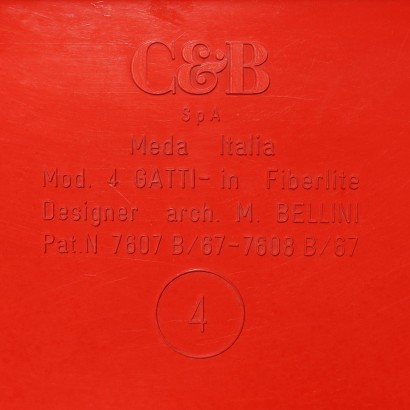 C&B
SpA
Meda Italia
Mod. 4 GATTI- in Fiberlite
Designer arch. M. BELLINI
Pat.N 7607 B/67-7608 B/67
4